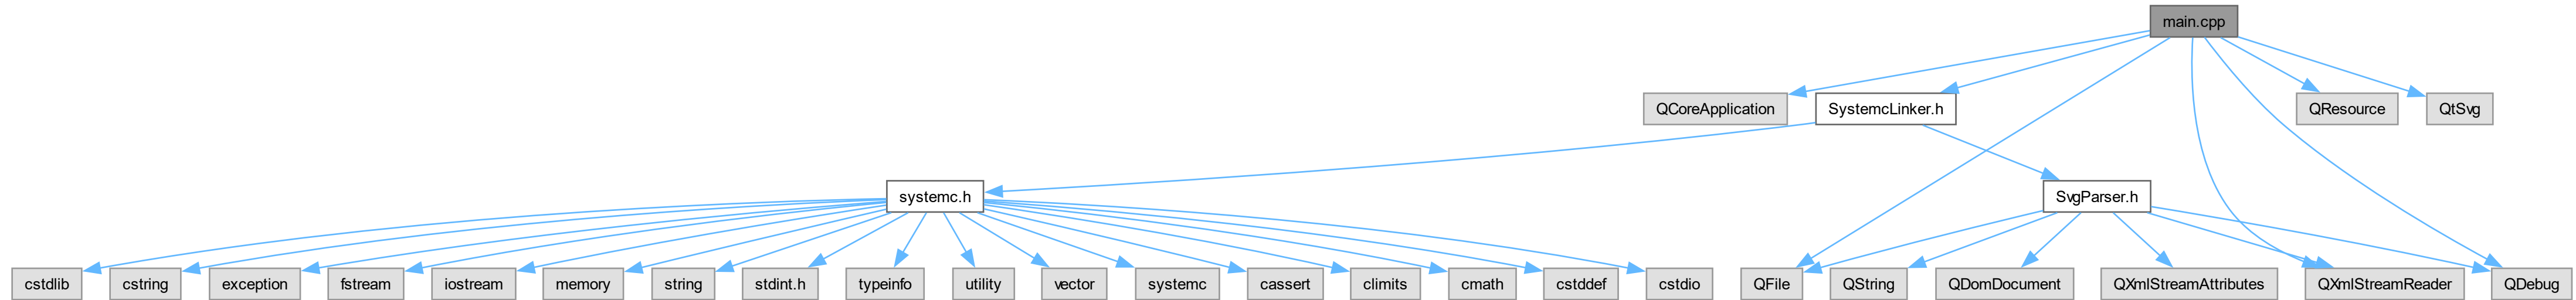 main.cpp
QCoreApplication
SystemcLinker.h
QResource
QtSvg
systemc.h
SvgParser.h
cstdlib
cstring
exception
fstream
iostream
memory
string
stdint.h
typeinfo
utility
vector
systemc
cassert
climits
cmath
cstddef
cstdio
QFile
QString
QDomDocument
QXmlStreamAttributes
QXmlStreamReader
QDebug